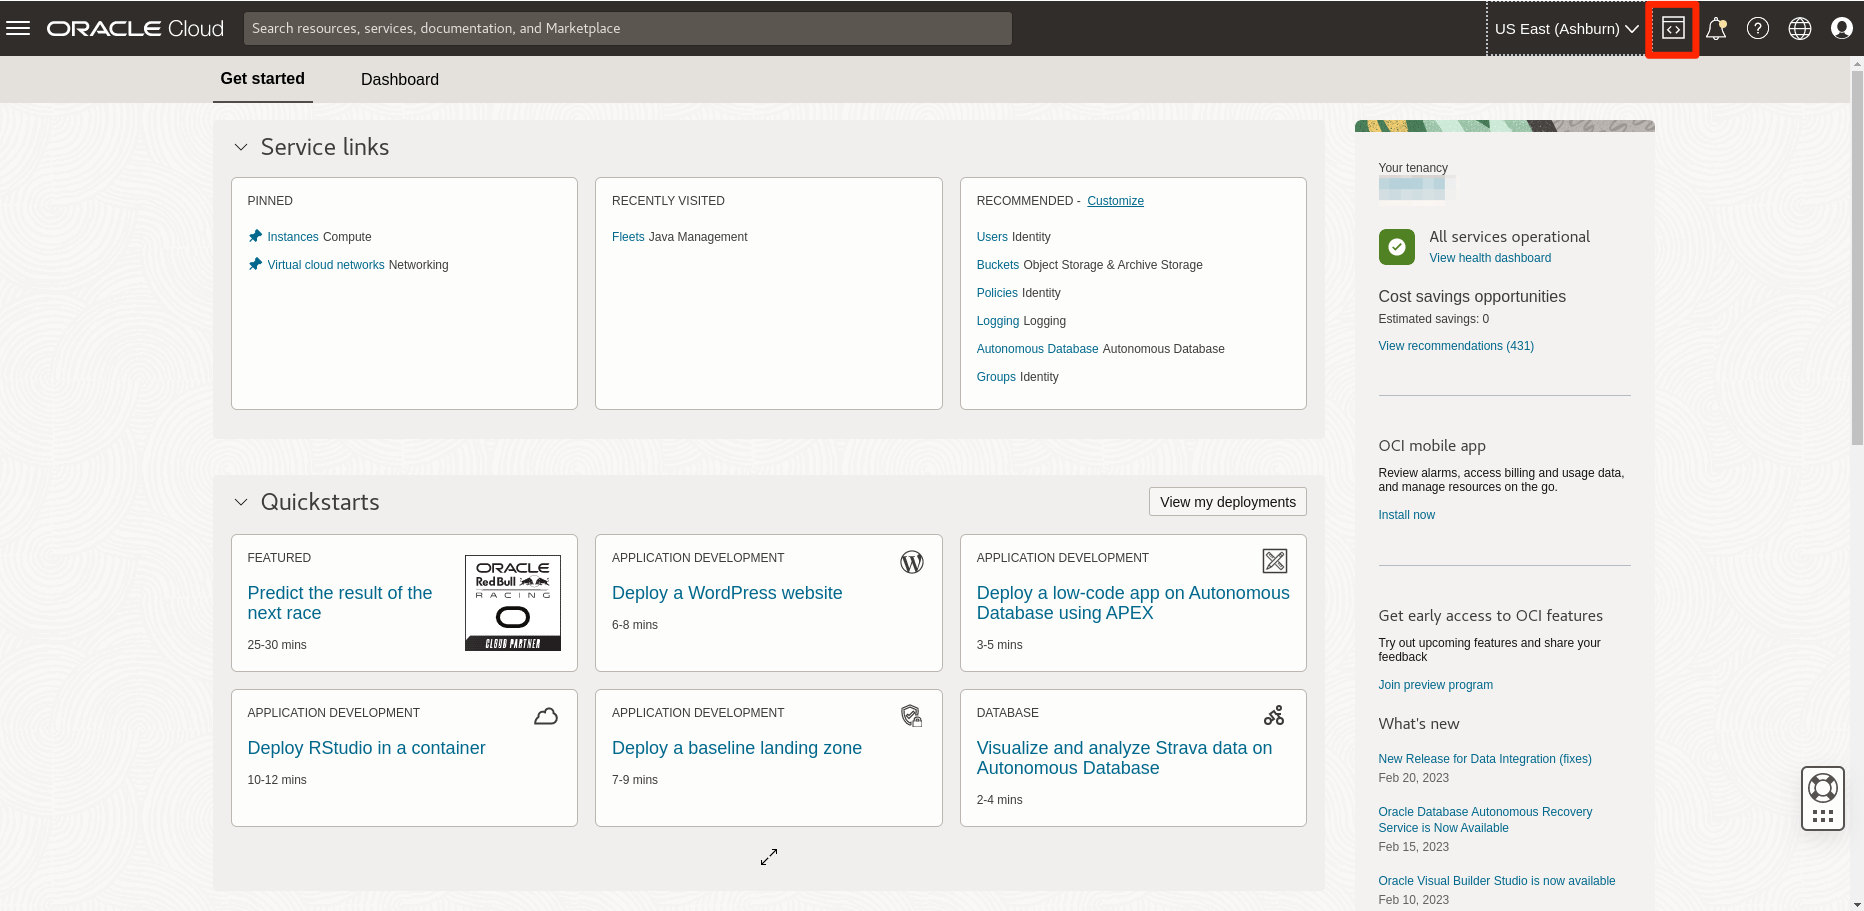 ORACLE Cloud
Search resources, services, documentation, and Marketplace
US East (Ashburn)
Get started
Dashboard
Service links
PINNED
Instances Compute
Virtual cloud networks Networking
RECENTLY VISITED
Fleets Java Management
RECOMMENDED - Customize
Users Identity
Buckets Object Storage & Archive Storage
Policies Identity
Logging Logging
Autonomous Database Autonomous Database
Groups Identity
Quickstarts
View my deployments
FEATURED
Predict the result of the
next race
25-30 mins
ORACLE
Red Bull
RACING
CLOUD PARTNER
APPLICATION DEVELOPMENT
Deploy a WordPress website
6-8 mins
APPLICATION DEVELOPMENT
Deploy a low-code app on Autonomous
Database using APEX
3-5 mins
APPLICATION DEVELOPMENT
Deploy RStudio in a container
10-12 mins
APPLICATION DEVELOPMENT
Deploy a baseline landing zone
7-9 mins
DATABASE
Visualize and analyze Strava data on
Autonomous Database
2-4 mins
Your tenancy
All services operational
View health dashboard
Cost savings opportunities
Estimated savings: 0
View recommendations (431)
OCI mobile app
Review alarms, access billing and usage data,
and manage resources on the go.
Install now
Get early access to OCI features
Try out upcoming features and share your
feedback
Join preview program
What's new
New Release for Data Integration (fixes)
Feb 20, 2023
Oracle Database Autonomous Recovery
Service is Now Available
Feb 15, 2023
Oracle Visual Builder Studio is now available
Feb 10, 2023